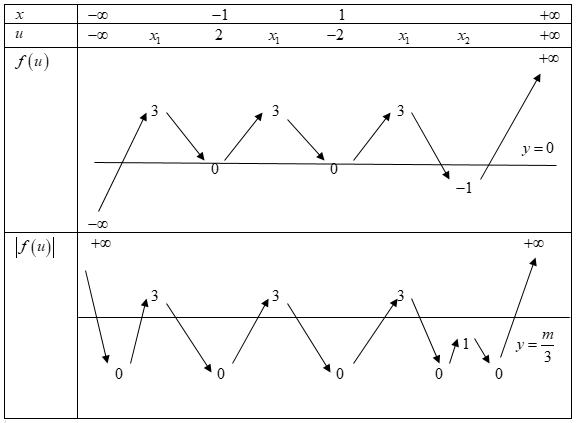 x −∞ −1 1 +∞
u −∞ x₁ 2 x₁ −2 x₁ x₂ +∞
f(u) +∞
3 3 3
y = 0
0 0
−1
−∞
|f(u)| +∞ +∞
3 3 3
1 y = m/3
0 0 0 0 0